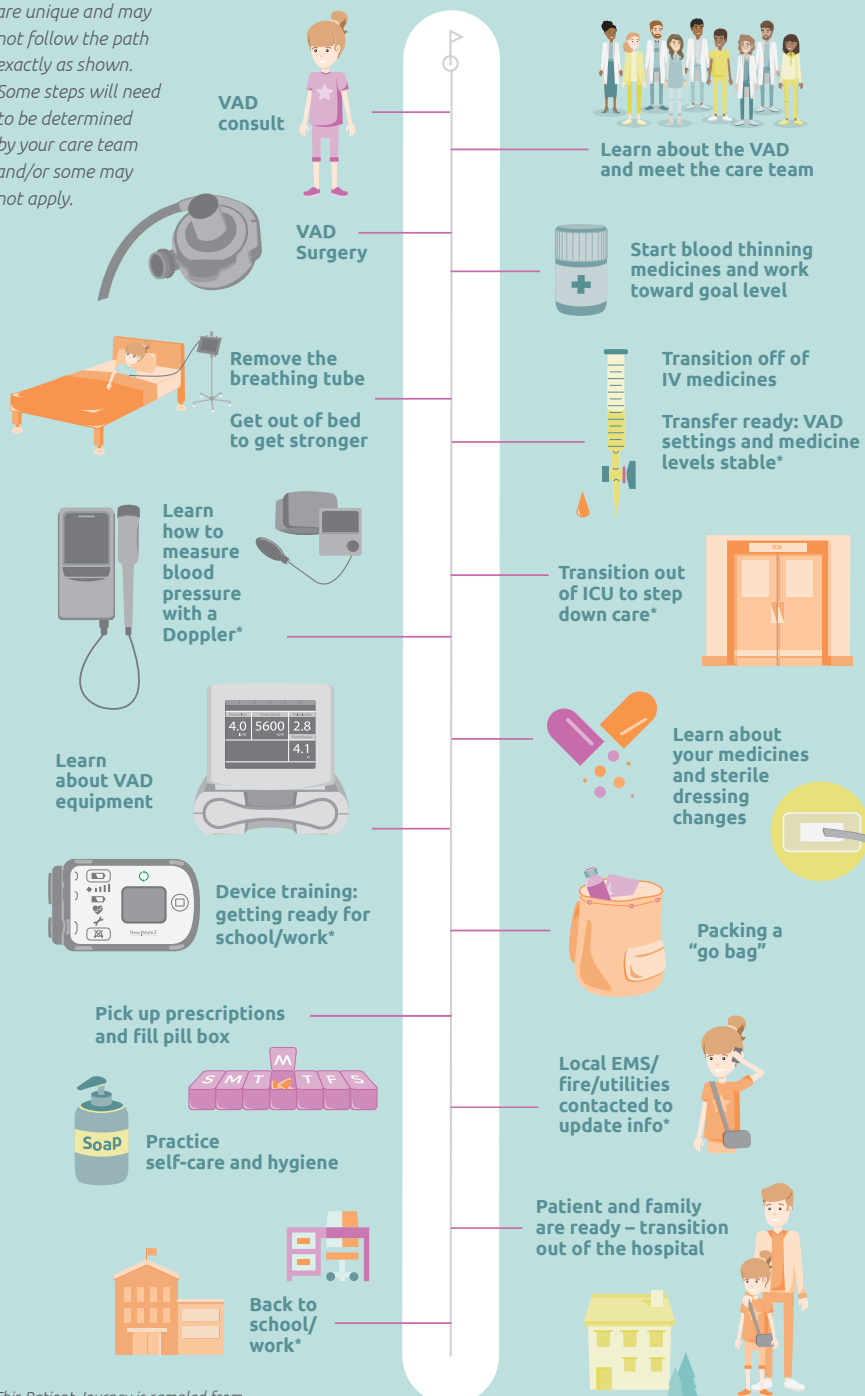 are unique and may
not follow the path
exactly as shown.
Some steps will need
to be determined
by your care team
and/or some may
not apply.
VAD
consult
Learn about the VAD
and meet the care team
VAD
Surgery
Start blood thinning
medicines and work
toward goal level
Remove the
breathing tube
Get out of bed
to get stronger
Transition off of
IV medicines
Transfer ready: VAD
settings and medicine
levels stable*
Learn
how to
measure
blood
pressure
with a
Doppler*
Transition out
of ICU to step
down care*
ICU
4.0 5600 2.8
4.1
Learn
about VAD
equipment
Learn about
your medicines
and sterile
dressing
changes
HeartMate 3
Device training:
getting ready for
school/work*
Packing a
“go bag”
Pick up prescriptions
and fill pill box
S M T M T F S
Local EMS/
fire/utilities
contacted to
update info*
Soap
Practice
self-care and hygiene
Patient and family
are ready – transition
out of the hospital
Back to
school/
work*
This Patient Journey is sampled from